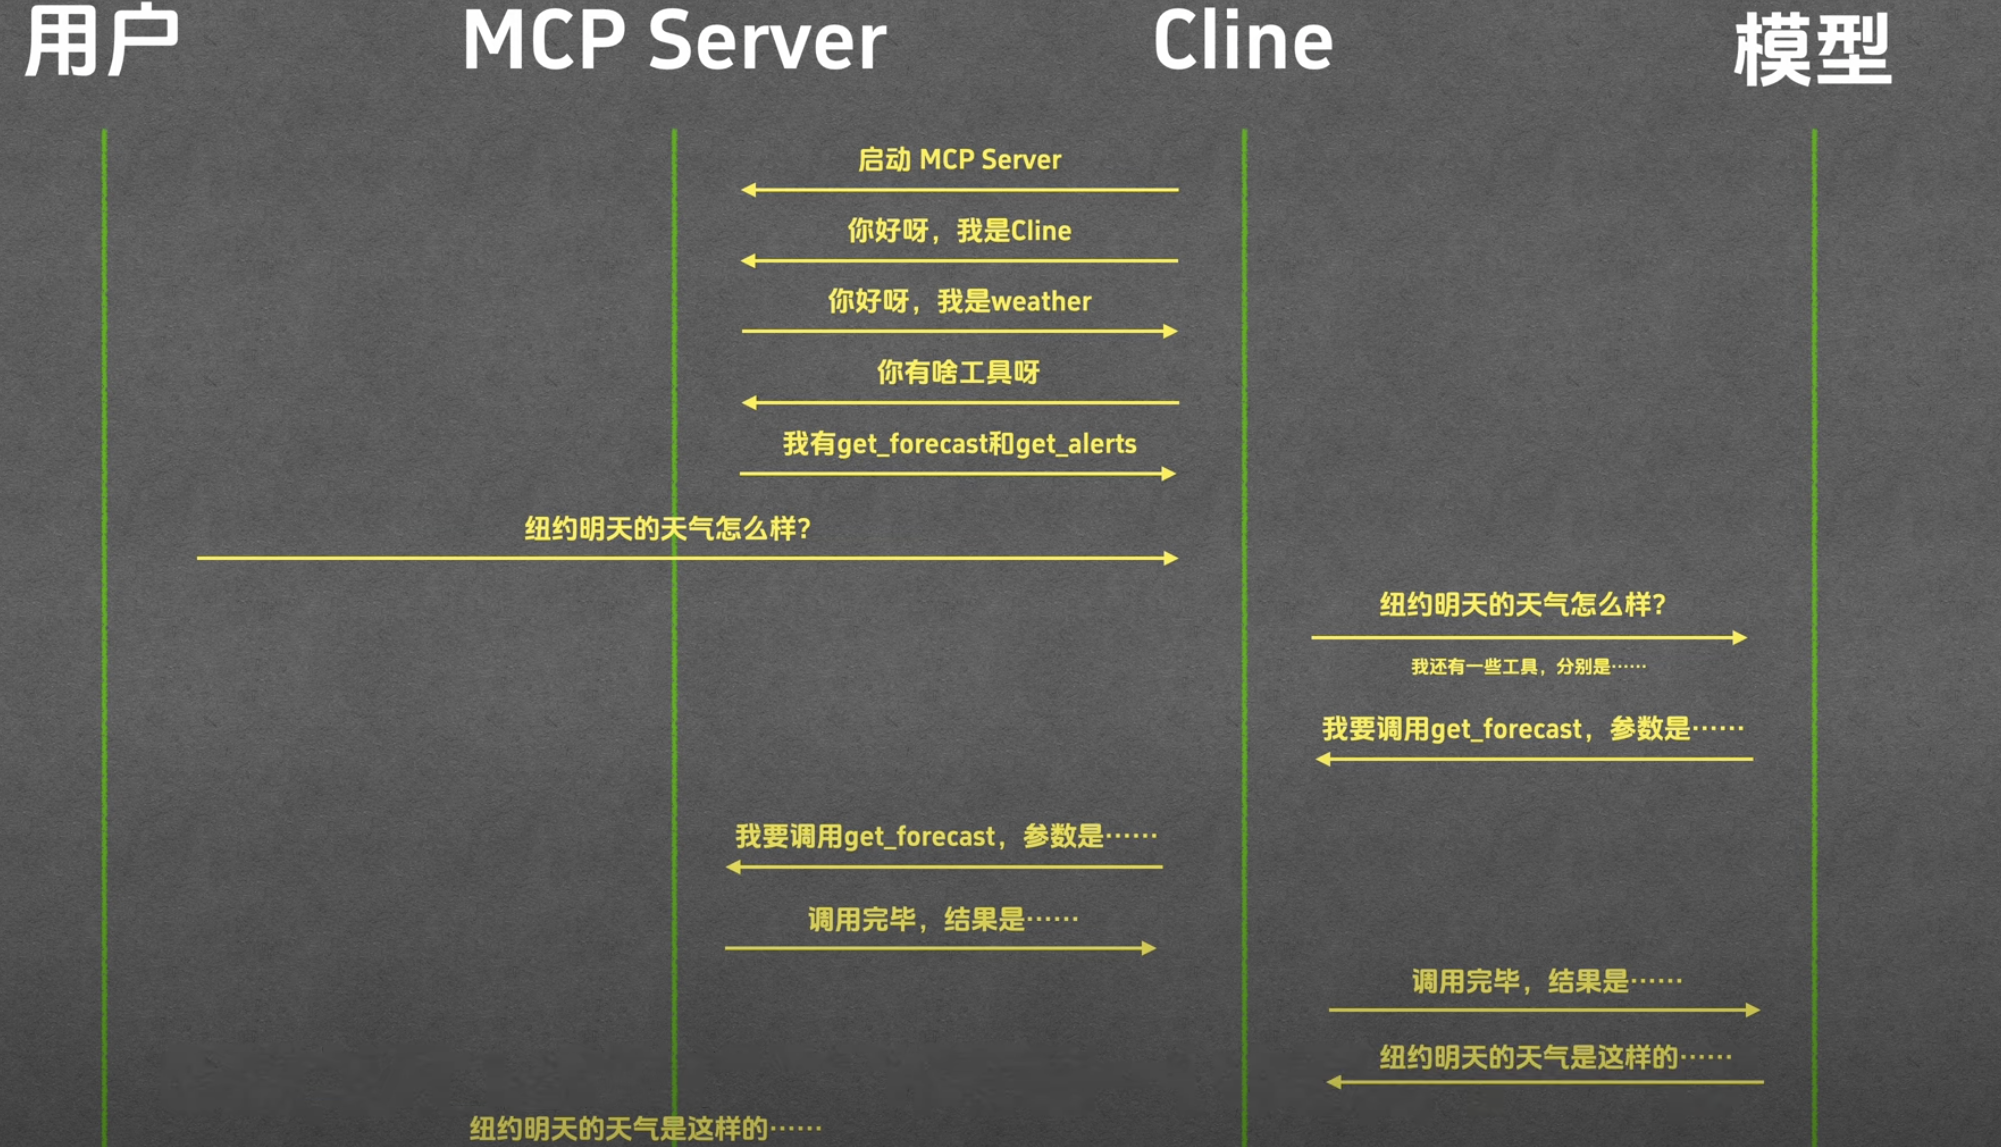 用户
MCP Server
Cline
模型
启动 MCP Server
你好呀，我是Cline
你好呀，我是weather
你有啥工具呀
我有get_forecast和get_alerts
纽约明天的天气怎么样？
纽约明天的天气怎么样？
我还有一些工具，分别是……
我要调用get_forecast，参数是……
我要调用get_forecast，参数是……
调用完毕，结果是……
调用完毕，结果是……
纽约明天的天气是这样的……
纽约明天的天气是这样的……